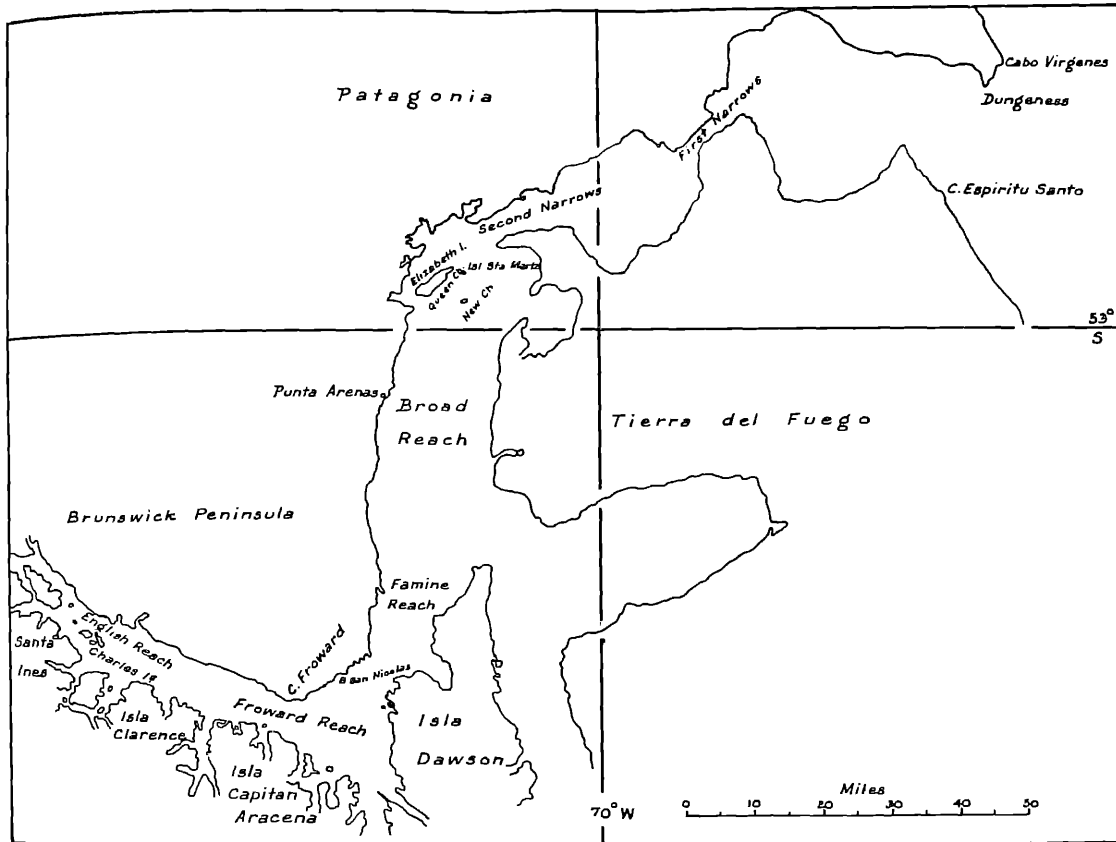 Cabo Virgenes
Patagonia
Dungeness
First Narrows
C. Espiritu Santo
Second Narrows
Elizabeth I.
Isl Sta Marta
Queen Ch
New Ch
53°
S
Punta Arenas
Broad
Reach
Tierra del Fuego
Brunswick Peninsula
Famine
Reach
English Reach
Charles Is
Santa
Ines
C. Froward
B San Nicolas
Froward Reach
Isla
Clarence
Isla
Dawson
Isla
Capitan
Aracena
70° W
Miles
0 10 20 30 40 50